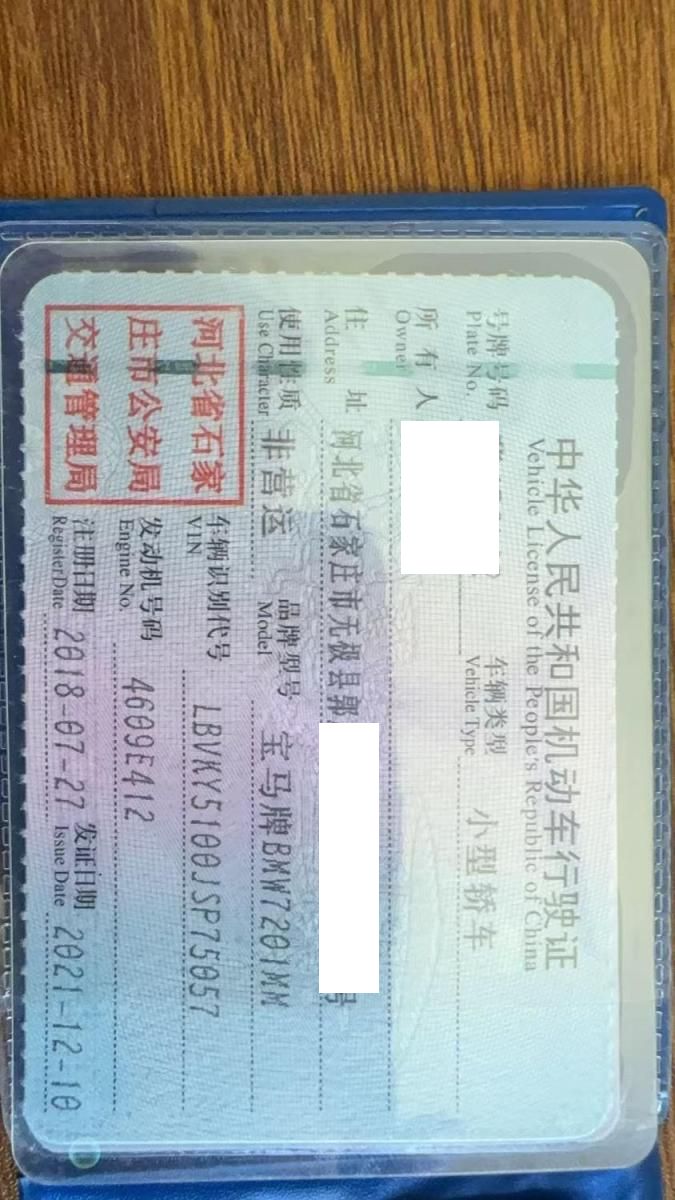 中华人民共和国机动车行驶证
Vehicle License of the People's Republic of China
号牌号码
Plate No.
车辆类型 小型轿车
Vehicle Type
所有人
Owner
住址 河北省石家庄市无极县郭
号
Address
使用性质 非营运
Use Character
品牌型号 宝马牌BMW7201MM
Model
河北省石家
庄市公安局
交通管理局
车辆识别代号 LBVKY5100JSP75057
VIN
发动机号码 4609E412
Engine No.
注册日期 2018-07-27
Register Date
发证日期 2021-12-10
Issue Date